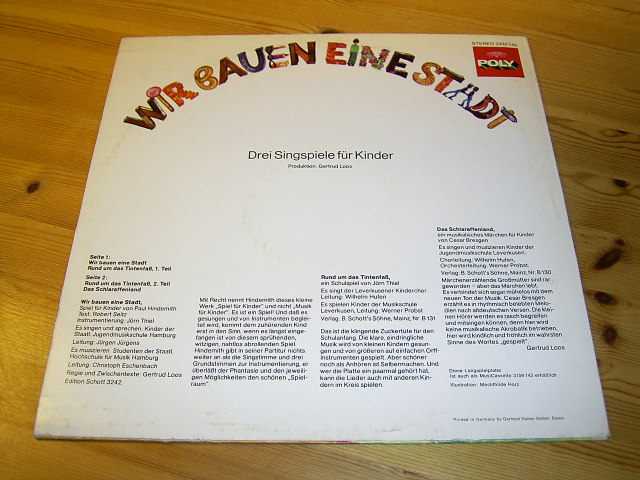 STEREO 2432 145
POLY
WIR BAUEN EINE STADT
Drei Singspiele für Kinder
Produktion: Gertrud Loos
Seite 1:
Wir bauen eine Stadt
Rund um das Tintenfaß, 1. Teil
Seite 2:
Rund um das Tintenfaß, 2. Teil
Das Schlaraffenland
Wir bauen eine Stadt,
Spiel für Kinder von Paul Hindemith
Text: Robert Seitz
Instrumentierung: Jörn Thiel
Es singen und sprechen: Kinder der
Staatl. Jugendmusikschule Hamburg
Leitung: Jürgen Jürgens
Es musizieren: Studenten der Staatl.
Hochschule für Musik Hamburg
Leitung: Christoph Eschenbach
Regie und Zwischentexte: Gertrud Loos
Edition Schott 3242
Mit Recht nennt Hindemith dieses kleine
Werk „Spiel für Kinder" und nicht „Musik
für Kinder". Es ist ein Spiel! Und daß es
gesungen und von Instrumenten beglei-
tet wird, kommt dem zuhörenden Kind
erst in den Sinn, wenn es längst einge-
fangen ist von diesem sprühenden,
witzigen, nahtlos abrollenden Spiel.
Hindemith gibt in seiner Partitur nichts
weiter an als die Singstimme und drei
Grundstimmen zur Instrumentierung, er
überläßt der Phantasie und den jeweili-
gen Möglichkeiten den schönen „Spiel-
raum".
Rund um das Tintenfaß,
ein Schulspiel von Jörn Thiel
Es singt der Leverkusener Kinderchor
Leitung: Wilhelm Hufen
Es spielen Kinder der Musikschule
Leverkusen, Leitung: Werner Probst
Verlag: B. Schott's Söhne, Mainz, Nr. B 131
Das ist die klingende Zuckertüte für den
Schulanfang. Die klare, eindringliche
Musik wird von kleinen Kindern gesun-
gen und von größeren auf einfachen Orff-
Instrumenten gespielt. Aber schöner
noch als Anhören ist Selbermachen. Und
wer die Platte ein paarmal gehört hat,
kann die Lieder auch mit anderen Kin-
dern im Kreis spielen.
Das Schlaraffenland,
ein musikalisches Märchen für Kinder
von Cesar Bresgen
Es singen und musizieren Kinder der
Jugendmusikschule Leverkusen.
Chorleitung: Wilhelm Hufen,
Orchesterleitung: Werner Probst
Verlag: B. Schott's Söhne, Mainz, Nr. B 130
Märchenerzählende Großmütter sind rar
geworden – aber das Märchen lebt.
Es verbindet sich sogar mühelos mit dem
neuen Ton der Musik. Cesar Bresgen
erzählt es in rhythmisch belebten Melo-
dien nach altdeutschen Versen. Die klei-
nen Hörer werden es rasch begreifen
und mitsingen können, denn hier wird
keine musikalische Akrobatik betrieben,
hier wird kindlich und fröhlich im wahrsten
Sinne des Wortes „gespielt".
Gertrud Loos
Diese Langspielplatte
ist auch als MusiCassette 3159 143 erhältlich
Illustration: Mechthilde Horz
Printed in Germany by Gerhard Kaiser GmbH, Essen